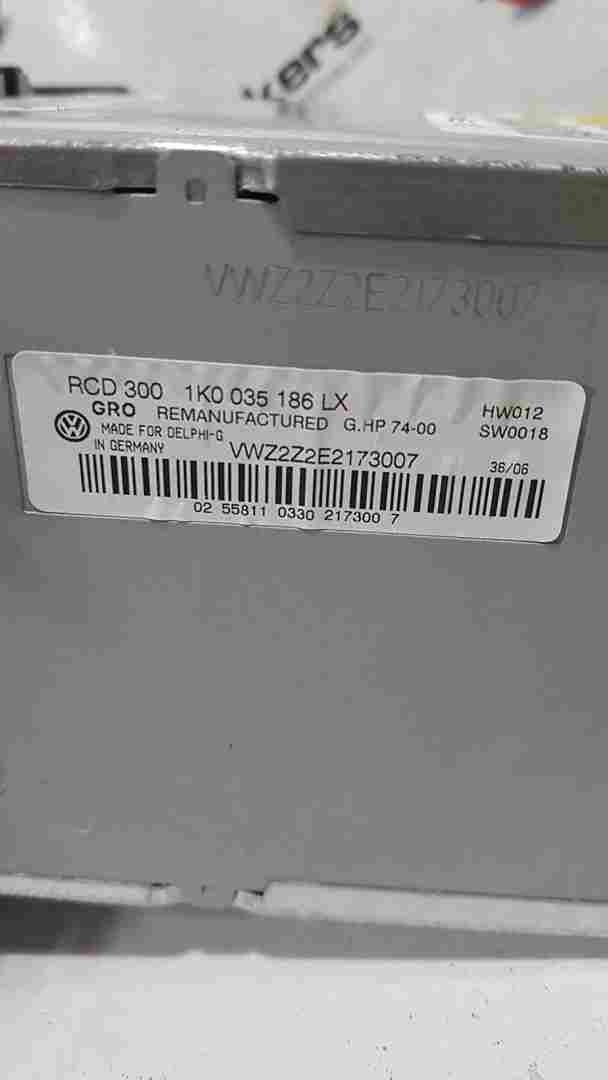 kers
VWZ2Z2E2173007
RCD 300 1K0 035 186 LX
HW012
GRO REMANUFACTURED G.HP 74-00
SW0018
MADE FOR DELPHI-G
IN GERMANY
VWZ2Z2E2173007
36/06
02 55811 0330 217300 7